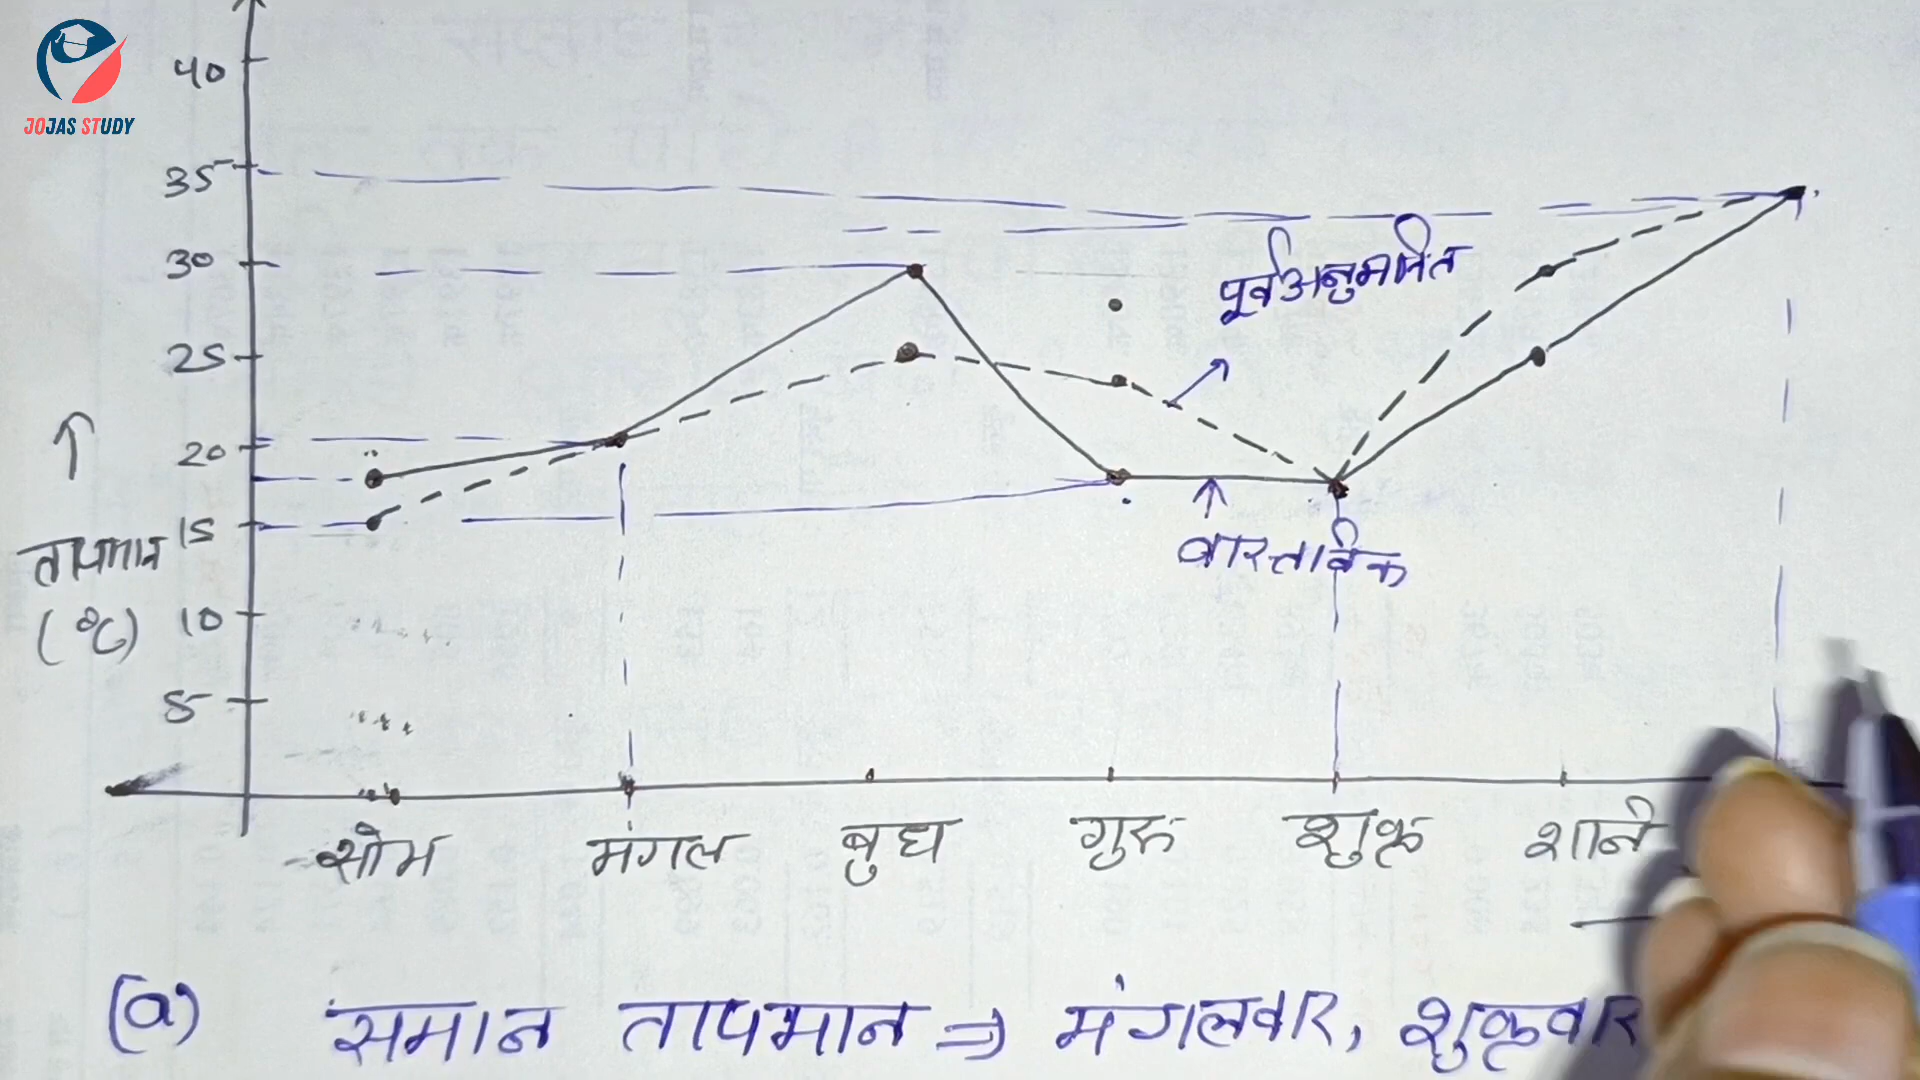 JOJAS STUDY
40
35
30
25
20
15
10
5
तापमान
(°C)
पूर्वअनुमानित
वास्तविक
सोम मंगल बुध गुरु शुक्र शनि
(a) समान तापमान ⇒ मंगलवार, शुक्रवार